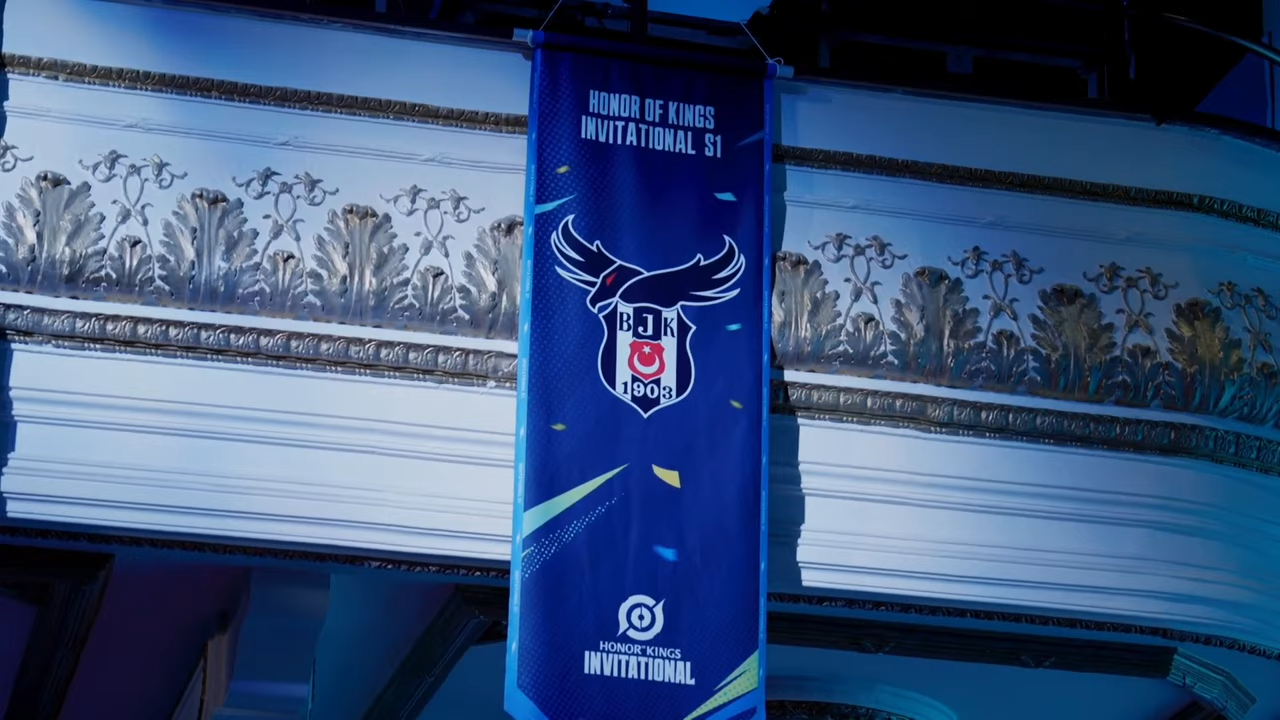 HONOR OF KINGS
INVITATIONAL S1
BJK
1903
HONOR OF KINGS
INVITATIONAL